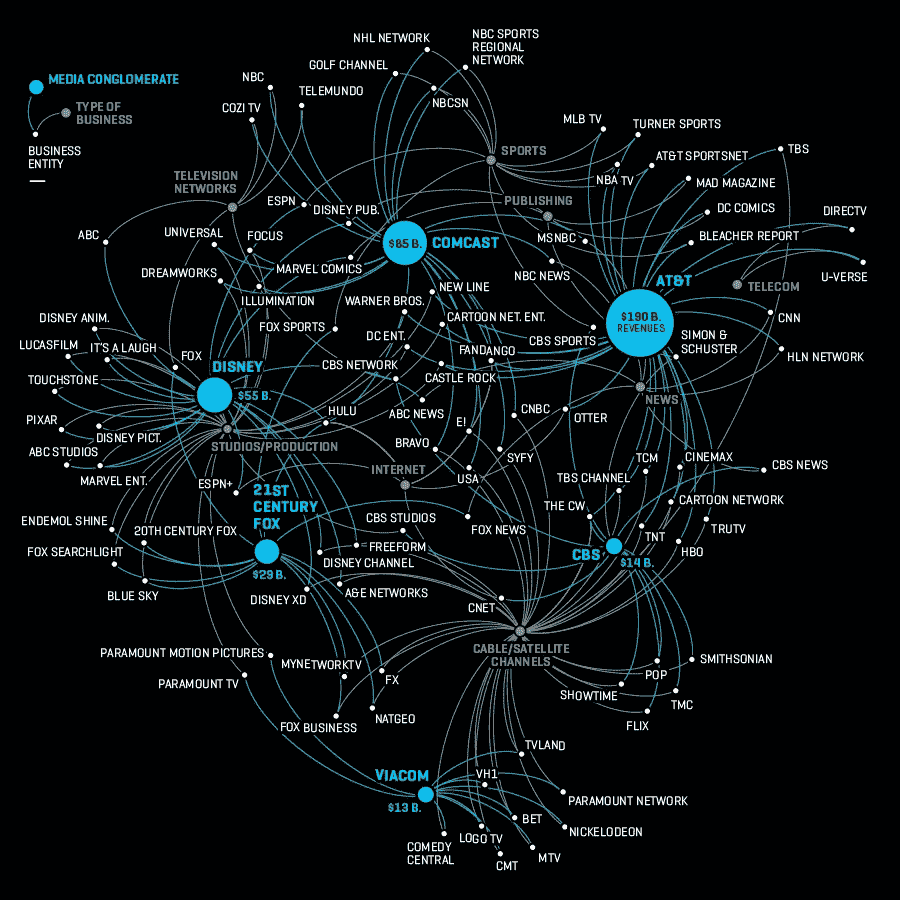 NHL NETWORK
NBC SPORTS
REGIONAL
NETWORK
GOLF CHANNEL
MEDIA CONGLOMERATE
NBC
TELEMUNDO
NBCSN
COZI TV
TYPE OF
BUSINESS
MLB TV
TURNER SPORTS
BUSINESS
ENTITY
SPORTS
AT&T SPORTSNET
TBS
TELEVISION
NETWORKS
NBA TV
MAD MAGAZINE
ESPN
DISNEY PUB.
PUBLISHING
DC COMICS
DIRECTV
ABC
UNIVERSAL
FOCUS
$85 B.
COMCAST
MSNBC
BLEACHER REPORT
DREAMWORKS
MARVEL COMICS
NBC NEWS
AT&T
U-VERSE
ILLUMINATION
WARNER BROS.
NEW LINE
TELECOM
DISNEY ANIM.
FOX SPORTS
CARTOON NET. ENT.
$190 B.
REVENUES
CNN
LUCASFILM
IT'S A LAUGH
FOX
DC ENT.
FANDANGO
CBS SPORTS
SIMON &
SCHUSTER
HLN NETWORK
DISNEY
CBS NETWORK
CASTLE ROCK
TOUCHSTONE
$55 B.
NEWS
PIXAR
HULU
ABC NEWS
CNBC
OTTER
DISNEY PICT.
E!
ABC STUDIOS
STUDIOS/PRODUCTION
BRAVO
SYFY
TCM
CINEMAX
MARVEL ENT.
ESPN+
INTERNET
USA
TBS CHANNEL
CBS NEWS
21ST
CENTURY
FOX
THE CW
CARTOON NETWORK
ENDEMOL SHINE
20TH CENTURY FOX
CBS STUDIOS
FOX NEWS
TNT
TRUTV
FOX SEARCHLIGHT
FREEFORM
DISNEY CHANNEL
CBS
$14 B.
HBO
$29 B.
BLUE SKY
DISNEY XD
A&E NETWORKS
CNET
PARAMOUNT MOTION PICTURES
MYNETWORKTV
CABLE/SATELLITE
CHANNELS
SMITHSONIAN
PARAMOUNT TV
FX
POP
SHOWTIME
TMC
FOX BUSINESS
NATGEO
FLIX
TVLAND
VIACOM
VH1
$13 B.
PARAMOUNT NETWORK
BET
NICKELODEON
COMEDY
CENTRAL
LOGO TV
CMT
MTV